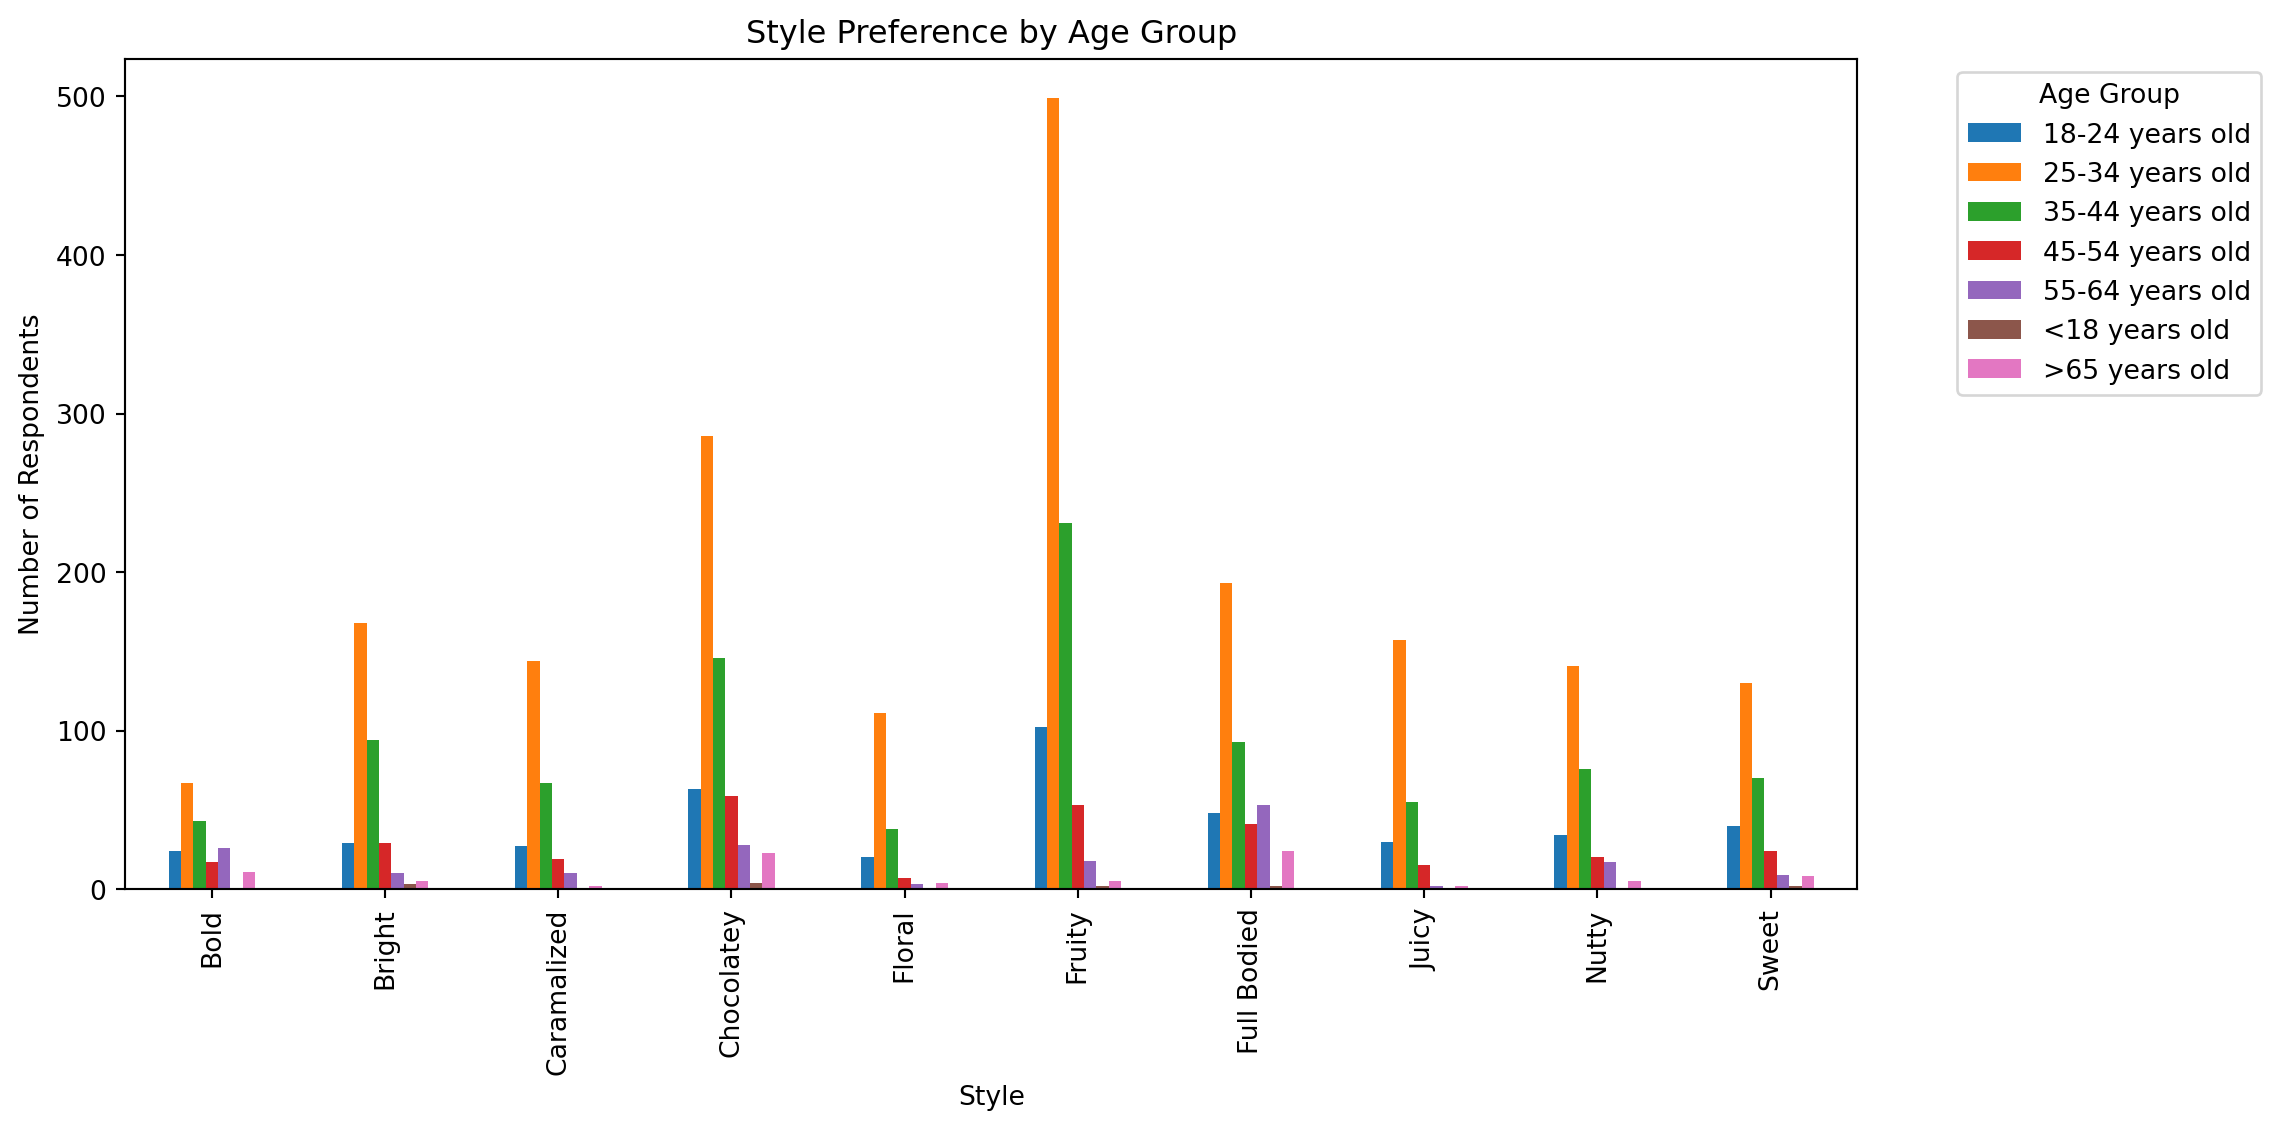 Style Preference by Age Group
Number of Respondents
500
400
300
200
100
0
Bold
Bright
Caramalized
Chocolatey
Floral
Fruity
Full Bodied
Juicy
Nutty
Sweet
Style
Age Group
18-24 years old
25-34 years old
35-44 years old
45-54 years old
55-64 years old
<18 years old
>65 years old